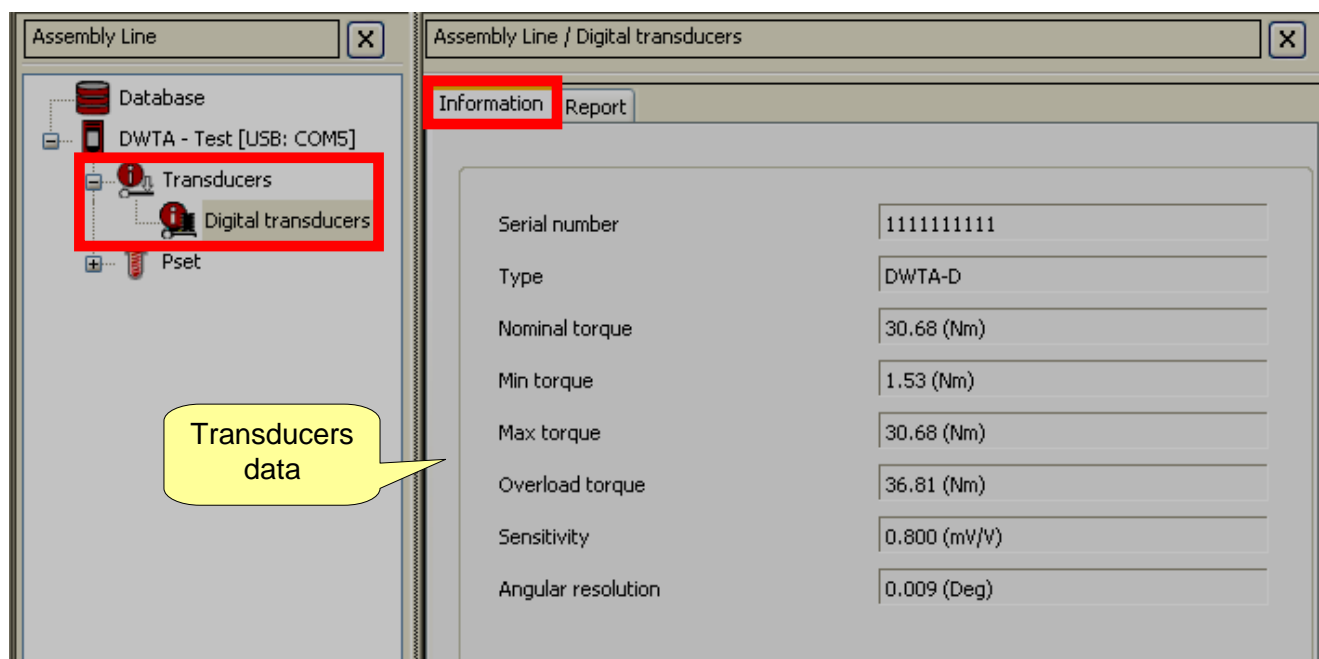 Assembly Line
Assembly Line / Digital transducers
Database
DWTA - Test [USB: COM5]
Transducers
Digital transducers
Pset
Transducers
data
Information Report
Serial number 1111111111
Type DWTA-D
Nominal torque 30.68 (Nm)
Min torque 1.53 (Nm)
Max torque 30.68 (Nm)
Overload torque 36.81 (Nm)
Sensitivity 0.800 (mV/V)
Angular resolution 0.009 (Deg)